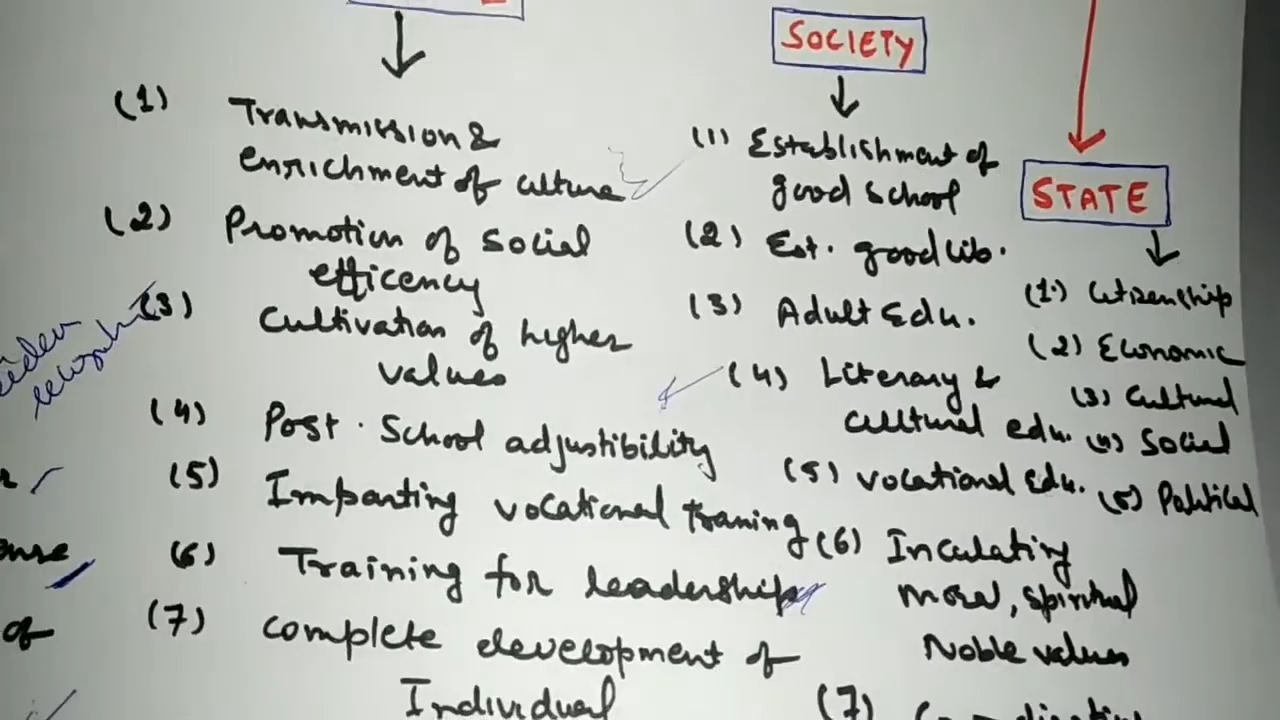 (1) Transmission &
enrichment of culture
(2) Promotion of Social
efficency
(3) Cultivation of higher
values
(4) Post. School adjustibility
(5) Imparting vocational traning
(6) Training for leadership
(7) complete development of
Individual
SOCIETY
(1) Establishment of
good school
(2) Est. good lib.
(3) Adult Edu.
(4) Literary &
cultural edu.
(5) vocational Edu.
(6) Inculating
moral, spiritual
Noble values
(7)
STATE
(1.) Citizenship
(2) Economic
(3) Cultural
(4) Social
(5) Political
of